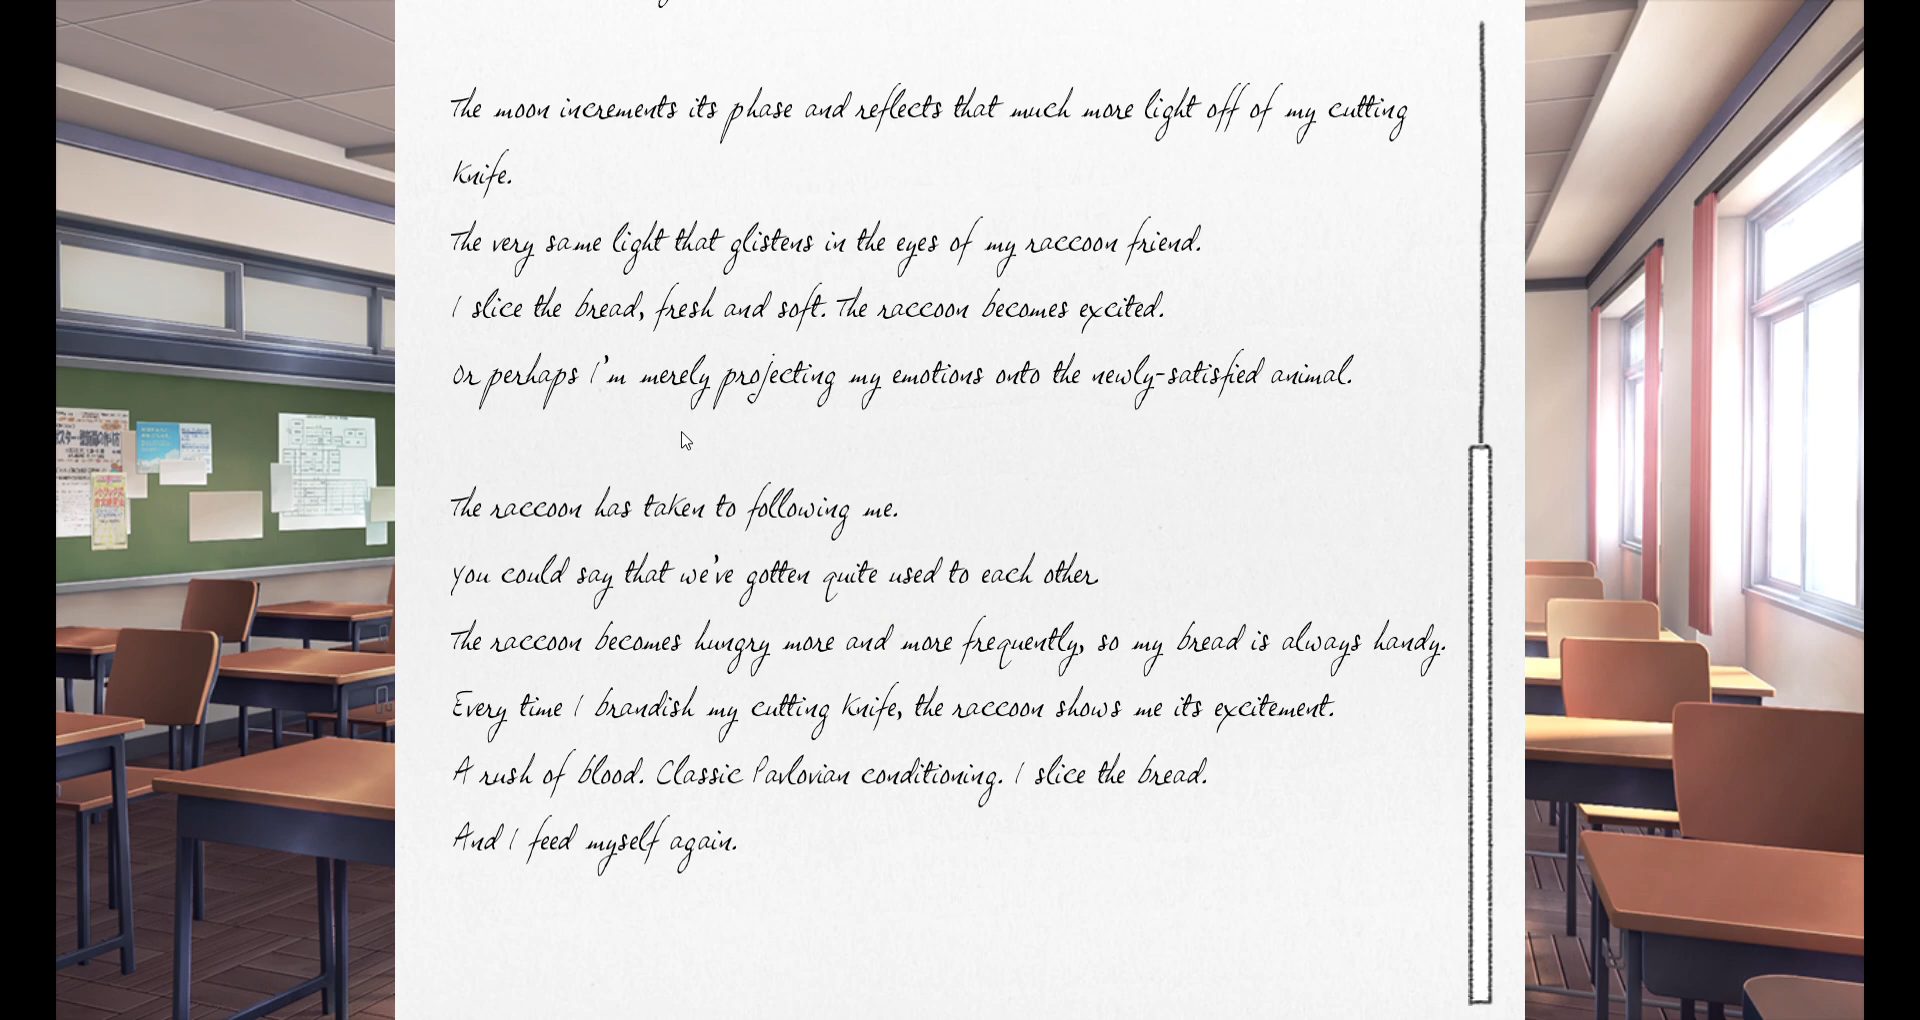 The moon increments its phase and reflects that much more light off of my cutting
knife.
The very same light that glistens in the eyes of my raccoon friend.
I slice the bread, fresh and soft. The raccoon becomes excited.
Or perhaps I'm merely projecting my emotions onto the newly-satisfied animal.
The raccoon has taken to following me.
You could say that we've gotten quite used to each other.
The raccoon becomes hungry more and more frequently, so my bread is always handy.
Every time I brandish my cutting knife, the raccoon shows me its excitement.
A rush of blood. Classic Pavlovian conditioning. I slice the bread.
And I feed myself again.